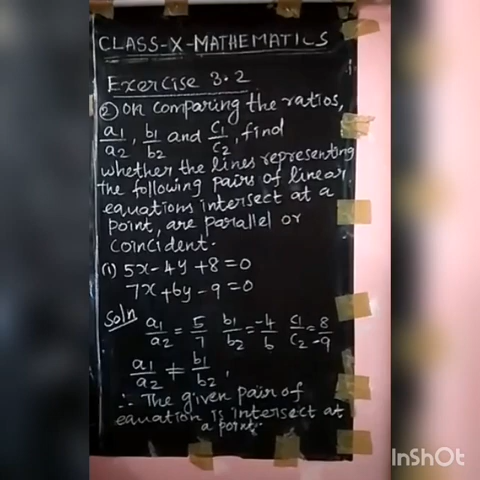 CLASS-X-MATHEMATICS
Exercise 3.2
② on comparing the ratios,
a1/a2, b1/b2 and c1/c2, find
whether the lines representing
the following pairs of linear
equations intersect at a
point, are parallel or
coincident.
(1) 5x-4y+8=0
7x+6y-9=0
Soln
a1/a2 = 5/7 b1/b2 = -4/6 c1/c2 = 8/-9
a1/a2 ≠ b1/b2,
∴ The given pair of
equation is intersect at
a point.
InShOt